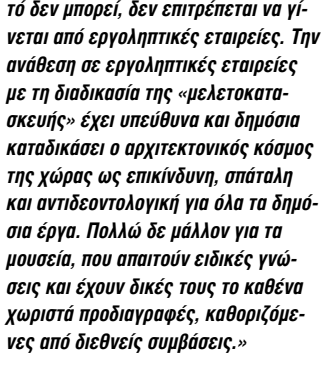 τό δεν μπορεί, δεν επιτρέπεται να γί-
νεται από εργοληπτικές εταιρείες. Την
ανάθεση σε εργοληπτικές εταιρείες
με τη διαδικασία της «μελετοκατα-
σκευής» έχει υπεύθυνα και δημόσια
καταδικάσει ο αρχιτεκτονικός κόσμος
της χώρας ως επικίνδυνη, σπάταλη
και αντιδεοντολογική για όλα τα δημό-
σια έργα. Πολλώ δε μάλλον για τα
μουσεία, που απαιτούν ειδικές γνώ-
σεις και έχουν δικές τους το καθένα
χωριστά προδιαγραφές, καθοριζόμε-
νες από διεθνείς συμβάσεις.»